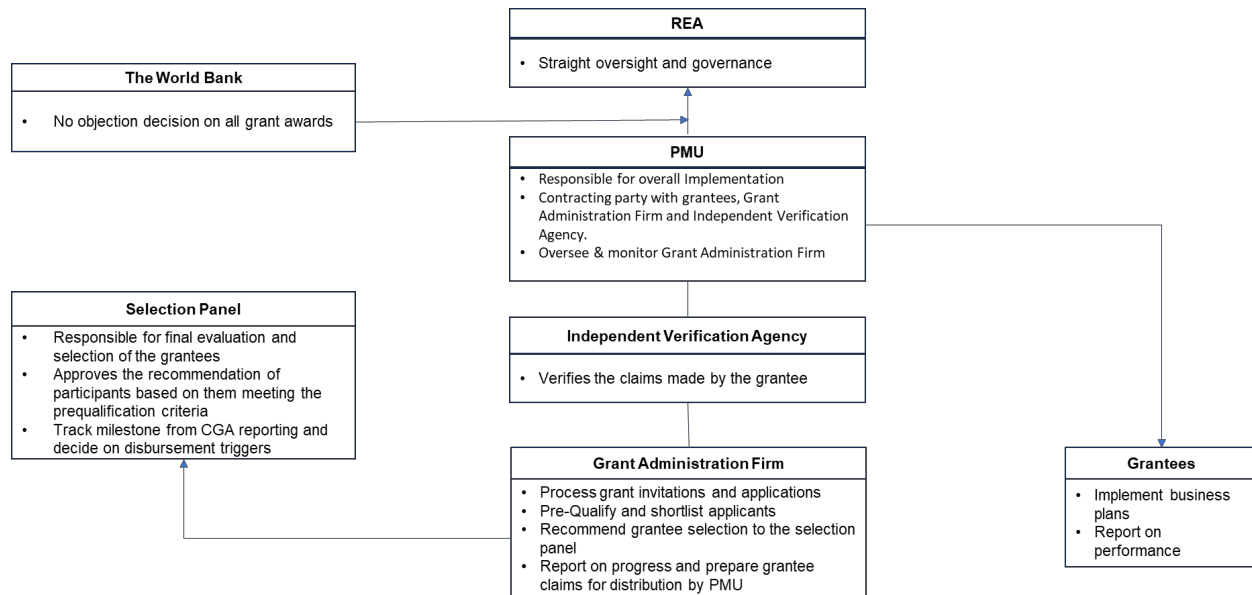 REA
• Straight oversight and governance
The World Bank
• No objection decision on all grant awards
PMU
• Responsible for overall Implementation
• Contracting party with grantees, Grant
Administration Firm and Independent Verification
Agency.
• Oversee & monitor Grant Administration Firm
Selection Panel
• Responsible for final evaluation and
selection of the grantees
• Approves the recommendation of
participants based on them meeting the
prequalification criteria
• Track milestone from CGA reporting and
decide on disbursement triggers
Independent Verification Agency
• Verifies the claims made by the grantee
Grant Administration Firm
• Process grant invitations and applications
• Pre-Qualify and shortlist applicants
• Recommend grantee selection to the selection
panel
• Report on progress and prepare grantee
claims for distribution by PMU
Grantees
• Implement business
plans
• Report on
performance